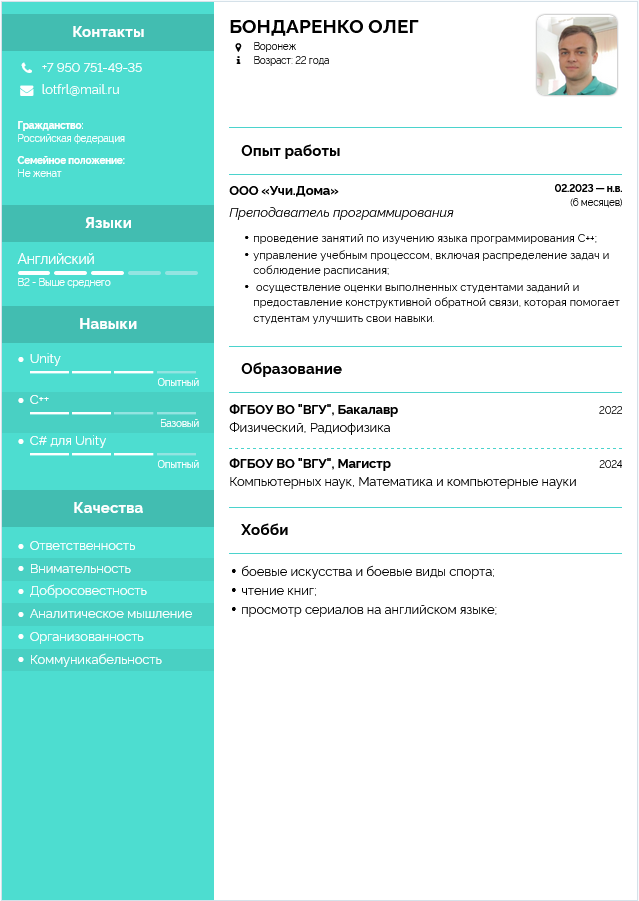 Контакты
+7 950 751-49-35
lotfrl@mail.ru
Гражданство:
Российская федерация
Семейное положение:
Не женат
Языки
Английский
B2 - Выше среднего
Навыки
Unity
Опытный
C++
Базовый
C# для Unity
Опытный
Качества
Ответственность
Внимательность
Добросовестность
Аналитическое мышление
Организованность
Коммуникабельность
БОНДАРЕНКО ОЛЕГ
Воронеж
Возраст: 22 года
Опыт работы
ООО «Учи.Дома» 02.2023 — н.в.
(6 месяцев)
Преподаватель программирования
• проведение занятий по изучению языка программирования C++;
• управление учебным процессом, включая распределение задач и
соблюдение расписания;
• осуществление оценки выполненных студентами заданий и
предоставление конструктивной обратной связи, которая помогает
студентам улучшить свои навыки.
Образование
ФГБОУ ВО "ВГУ", Бакалавр 2022
Физический, Радиофизика
ФГБОУ ВО "ВГУ", Магистр 2024
Компьютерных наук, Математика и компьютерные науки
Хобби
• боевые искусства и боевые виды спорта;
• чтение книг;
• просмотр сериалов на английском языке;